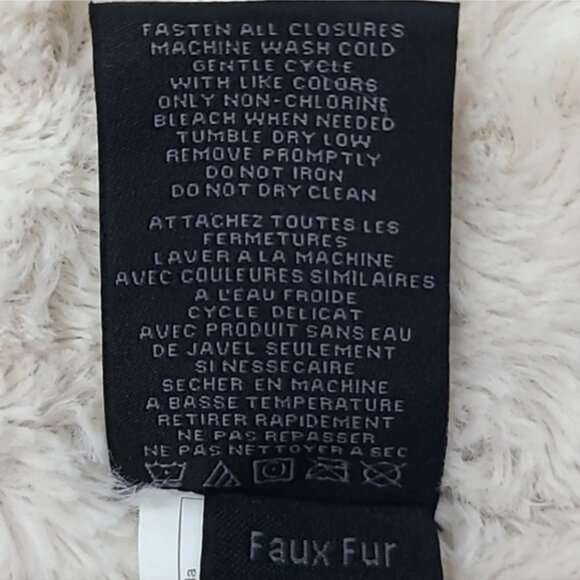 FASTEN ALL CLOSURES
MACHINE WASH COLD
GENTLE CYCLE
WITH LIKE COLORS
ONLY NON-CHLORINE
BLEACH WHEN NEEDED
TUMBLE DRY LOW
REMOVE PROMPTLY
DO NOT IRON
DO NOT DRY CLEAN
ATTACHEZ TOUTES LES
FERMETURES
LAVER A LA MACHINE
AVEC COULEURES SIMILAIRES
A L'EAU FROIDE
CYCLE DELICAT
AVEC PRODUIT SANS EAU
DE JAVEL SEULEMENT
SI NESSECAIRE
SECHER EN MACHINE
A BASSE TEMPERATURE
RETIRER RAPIDEMENT
NE PAS REPASSER
NE PAS NETTOYER A SEC
Faux Fur